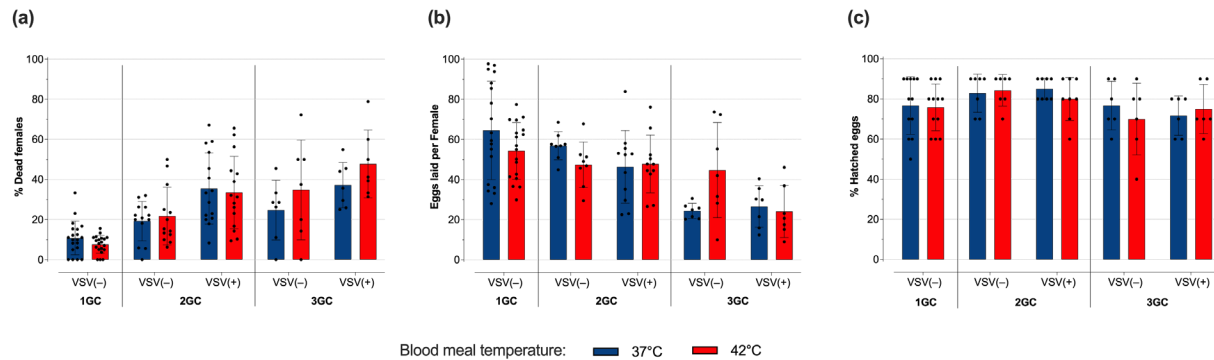 (a)
(b)
(c)
% Dead females
100
80
60
40
20
0
VSV(–) VSV(–) VSV(+) VSV(–) VSV(+)
1GC 2GC 3GC
Eggs laid per Female
100
80
60
40
20
0
VSV(–) VSV(–) VSV(+) VSV(–) VSV(+)
1GC 2GC 3GC
% Hatched eggs
100
80
60
40
20
0
VSV(–) VSV(–) VSV(+) VSV(–) VSV(+)
1GC 2GC 3GC
Blood meal temperature: 37°C 42°C